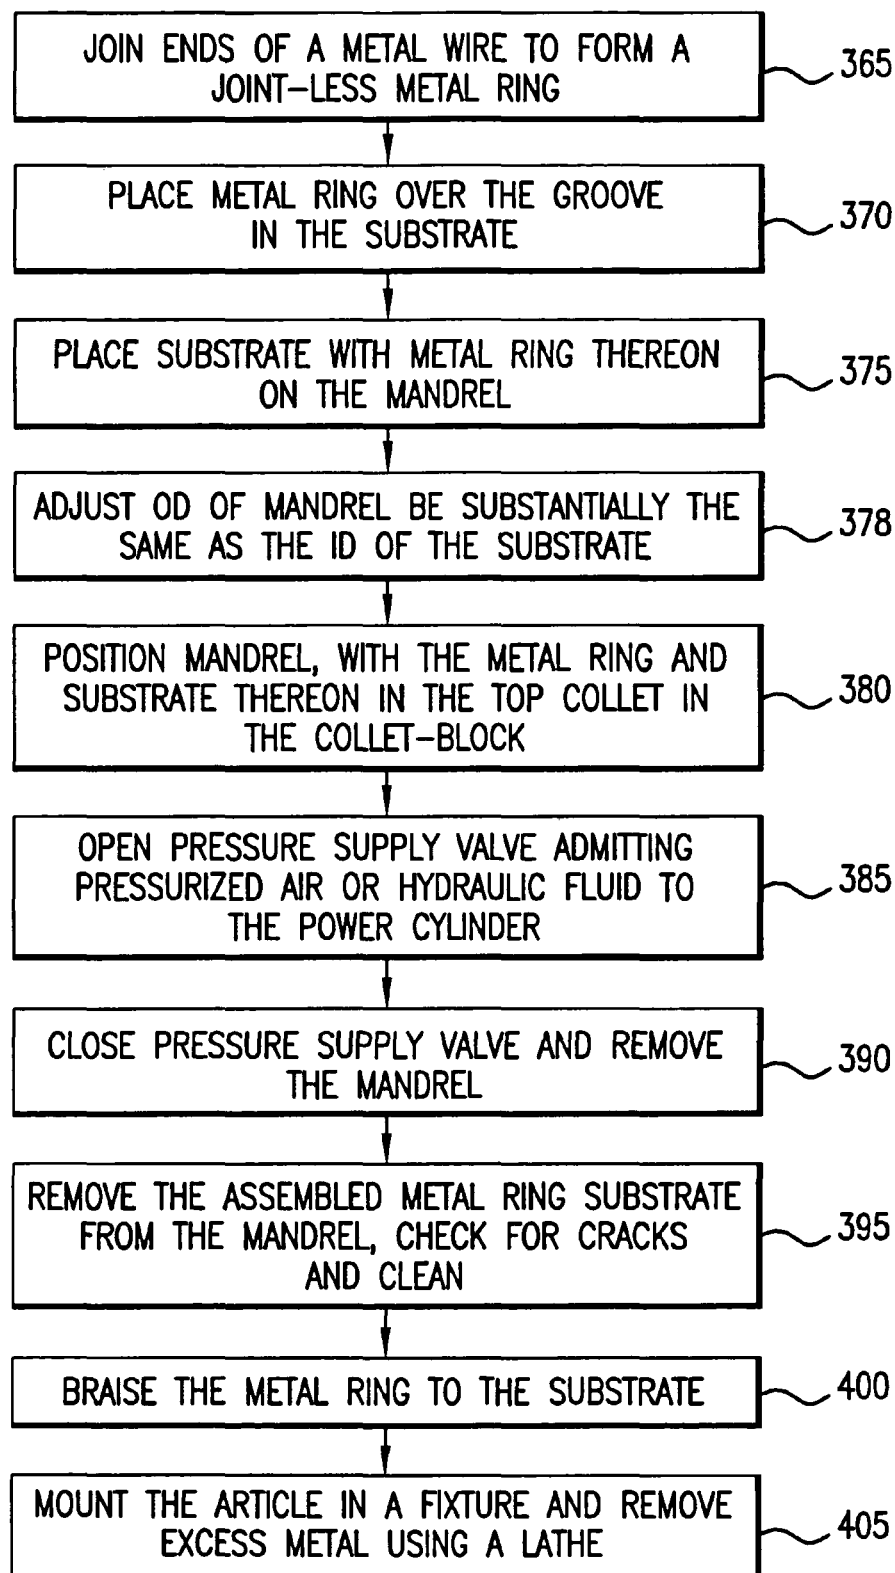 JOIN ENDS OF A METAL WIRE TO FORM A
JOINT-LESS METAL RING
365
PLACE METAL RING OVER THE GROOVE
IN THE SUBSTRATE
370
PLACE SUBSTRATE WITH METAL RING THEREON
ON THE MANDREL
375
ADJUST OD OF MANDREL BE SUBSTANTIALLY THE
SAME AS THE ID OF THE SUBSTRATE
378
POSITION MANDREL, WITH THE METAL RING AND
SUBSTRATE THEREON IN THE TOP COLLET IN
THE COLLET-BLOCK
380
OPEN PRESSURE SUPPLY VALVE ADMITTING
PRESSURIZED AIR OR HYDRAULIC FLUID TO
THE POWER CYLINDER
385
CLOSE PRESSURE SUPPLY VALVE AND REMOVE
THE MANDREL
390
REMOVE THE ASSEMBLED METAL RING SUBSTRATE
FROM THE MANDREL, CHECK FOR CRACKS
AND CLEAN
395
BRAISE THE METAL RING TO THE SUBSTRATE
400
MOUNT THE ARTICLE IN A FIXTURE AND REMOVE
EXCESS METAL USING A LATHE
405